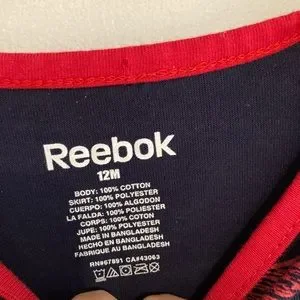 Reebok
12M
BODY: 100% COTTON
SKIRT: 100% POLYESTER
CUERPO: 100% ALGODON
LA FALDA: 100% POLIESTER
CORPS: 100% COTON
JUPE: 100% POLYESTER
MADE IN BANGLADESH
HECHO EN BANGLADESH
FABRIQUE AU BANGLADESH
RN#67891 CA#43063